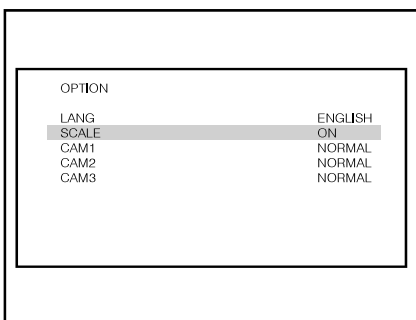 OPTION
LANG ENGLISH
SCALE ON
CAM1 NORMAL
CAM2 NORMAL
CAM3 NORMAL